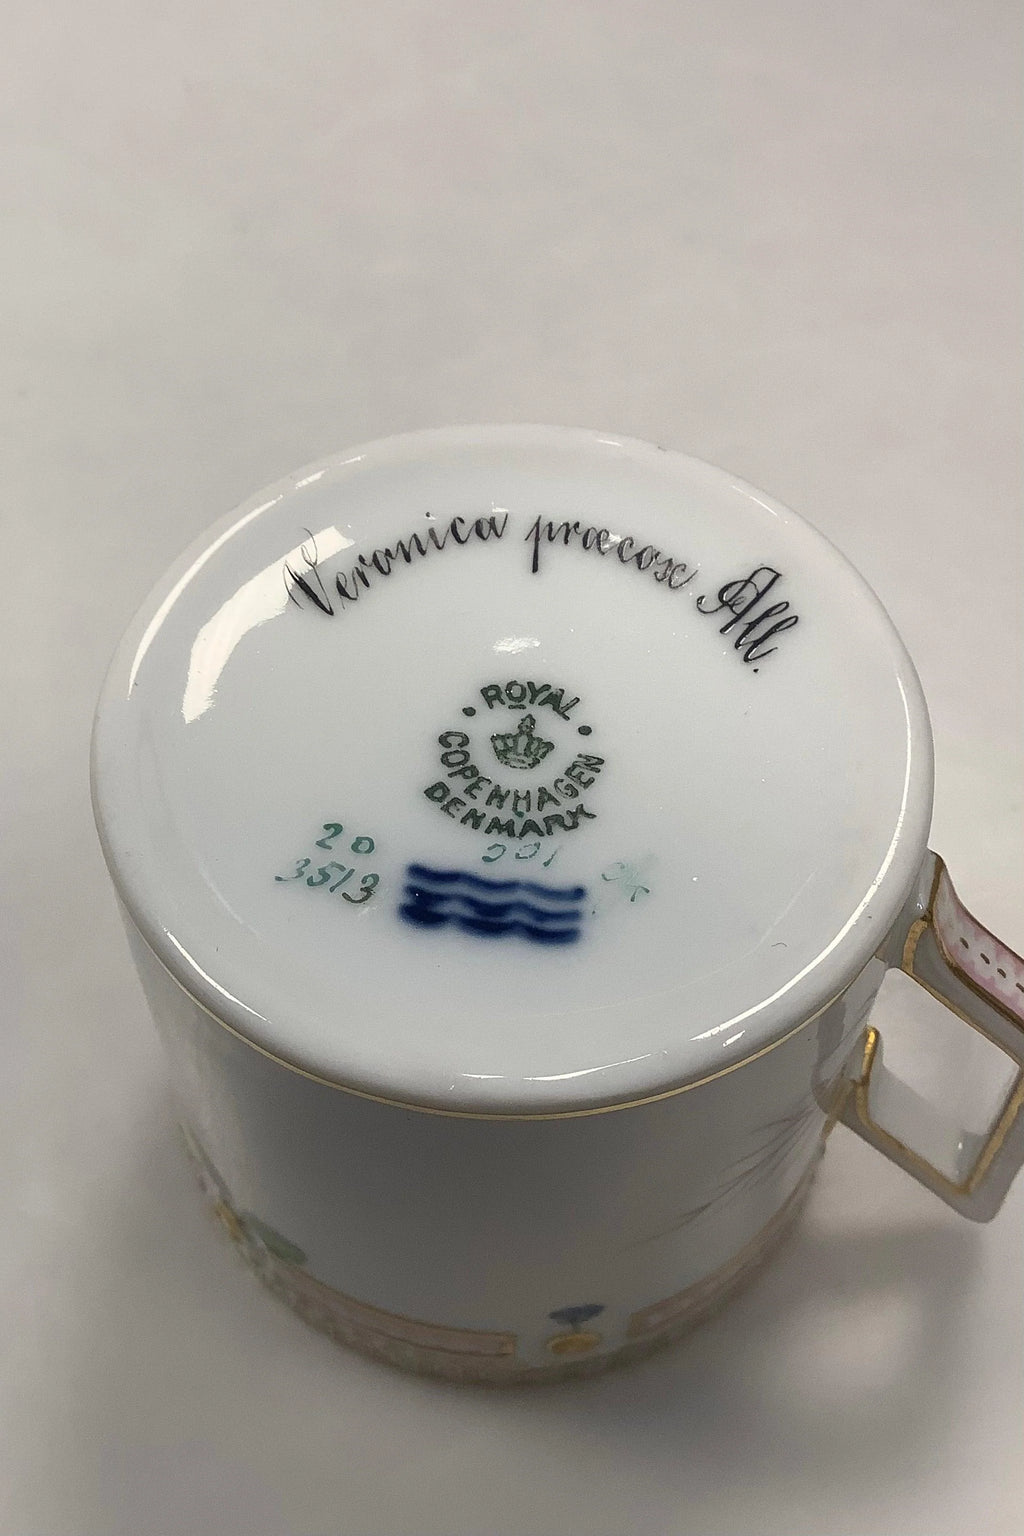 Veronica præcox All.
ROYAL
COPENHAGEN
DENMARK
20
3513